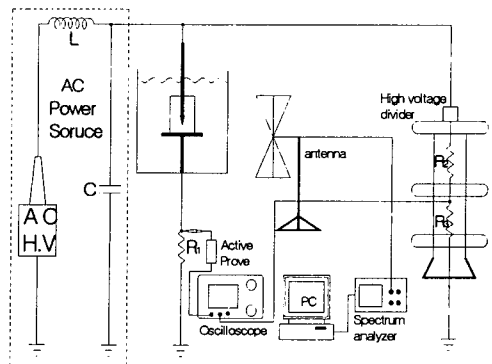 L
AC
Power
Soruce
C
A C
H.V
R1
Active
Prove
Oscilloscope
antenna
PC
Spectrum
analyzer
High voltage
divider
R2
R3